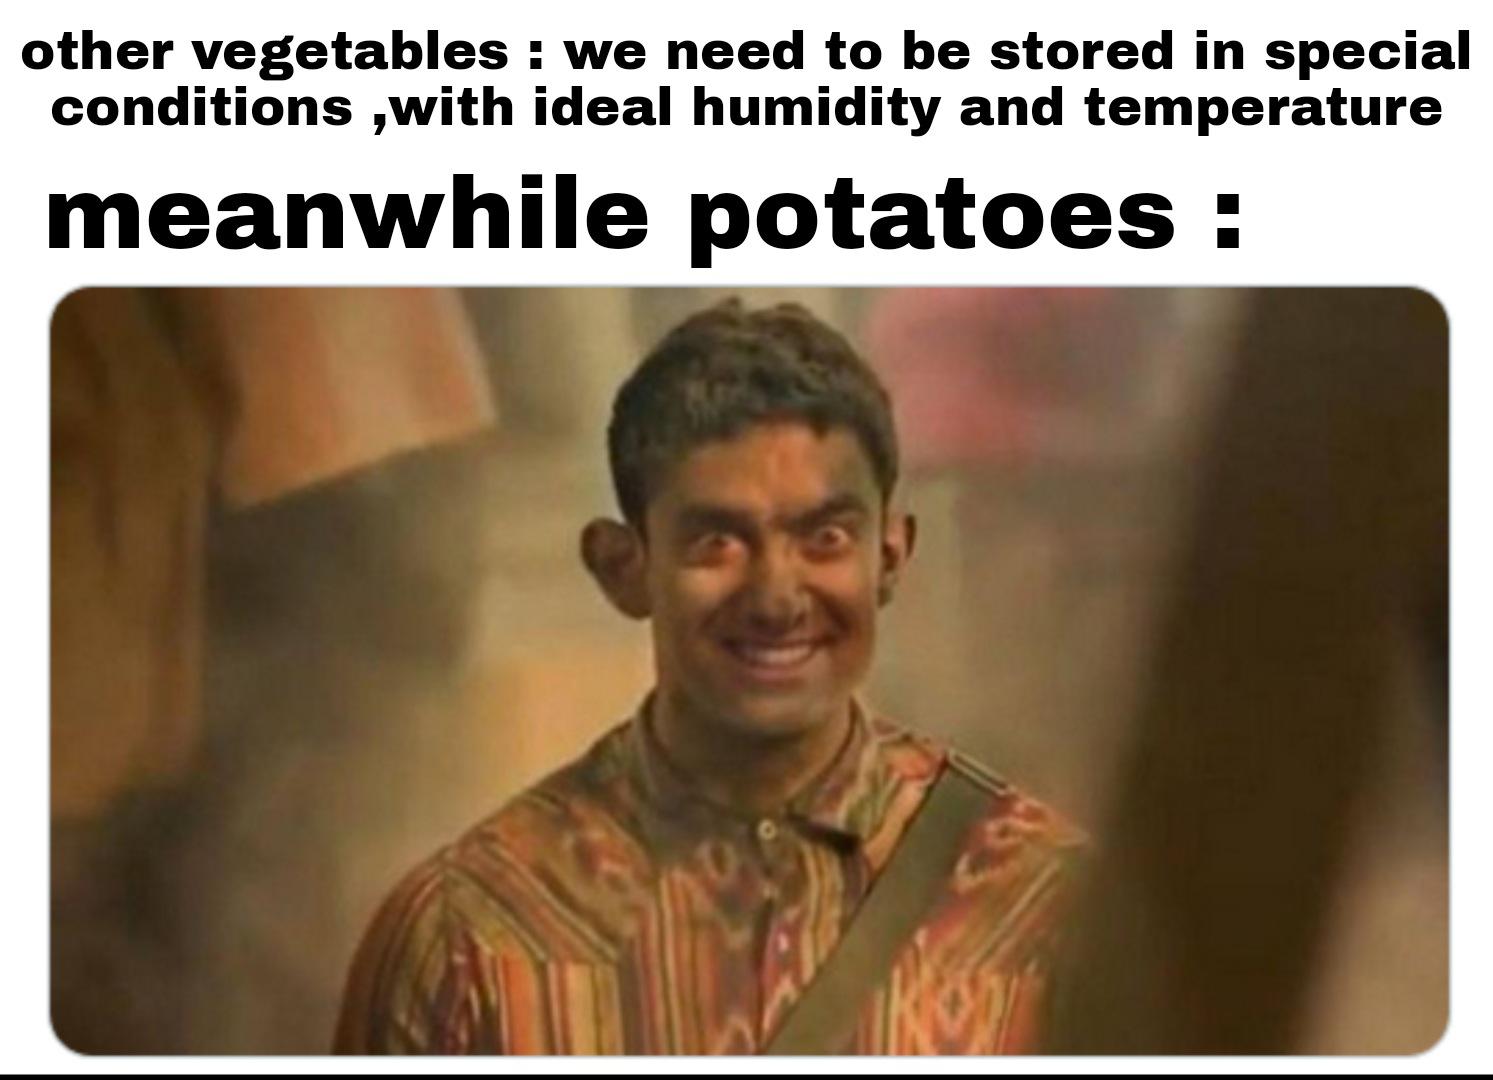 other vegetables : we need to be stored in special
conditions ,with ideal humidity and temperature
meanwhile potatoes :